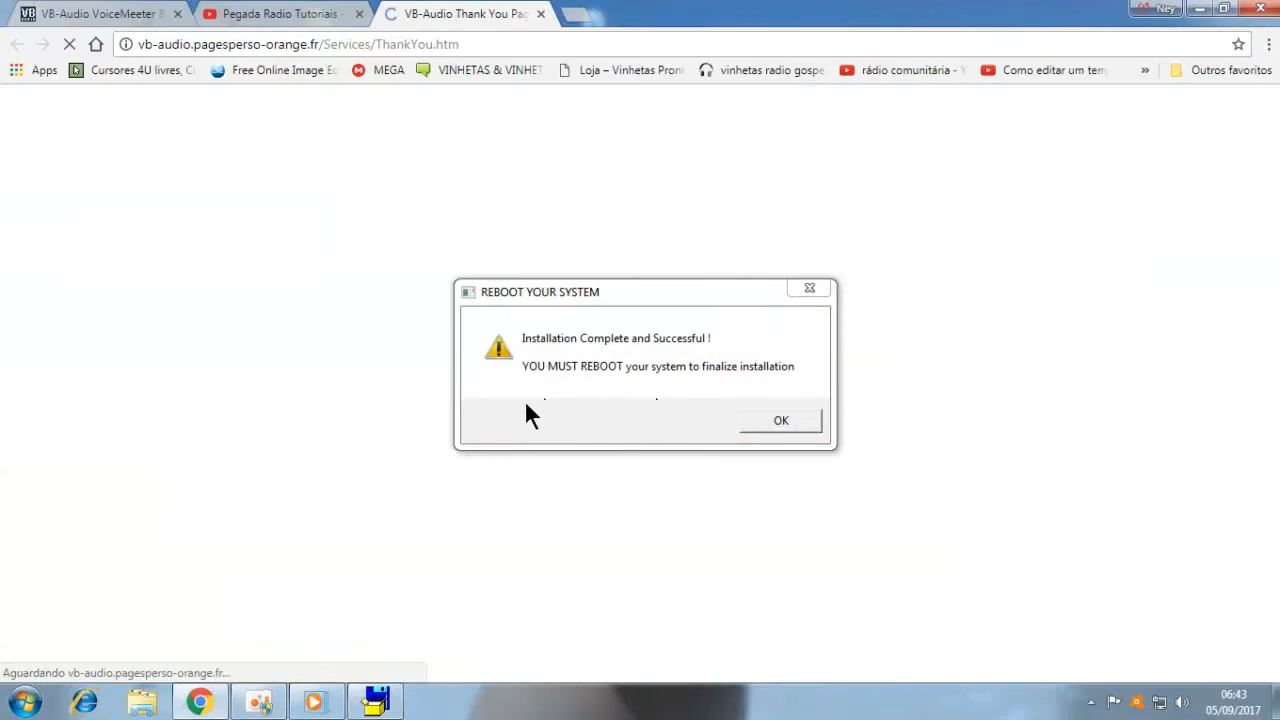 VB-Audio VoiceMeeter B
Pegada Radio Tutoriais -
VB-Audio Thank You Pag
Ney
vb-audio.pagesperso-orange.fr/Services/ThankYou.htm
Apps
Cursores 4U livres, C
Free Online Image Ed
MEGA
VINHETAS & VINHET
Loja – Vinhetas Pront
vinhetas radio gospe
rádio comunitária - Y
Como editar um tem
»
Outros favoritos
REBOOT YOUR SYSTEM
Installation Complete and Successful !
YOU MUST REBOOT your system to finalize installation
OK
Aguardando vb-audio.pagesperso-orange.fr...
06:43
05/09/2017